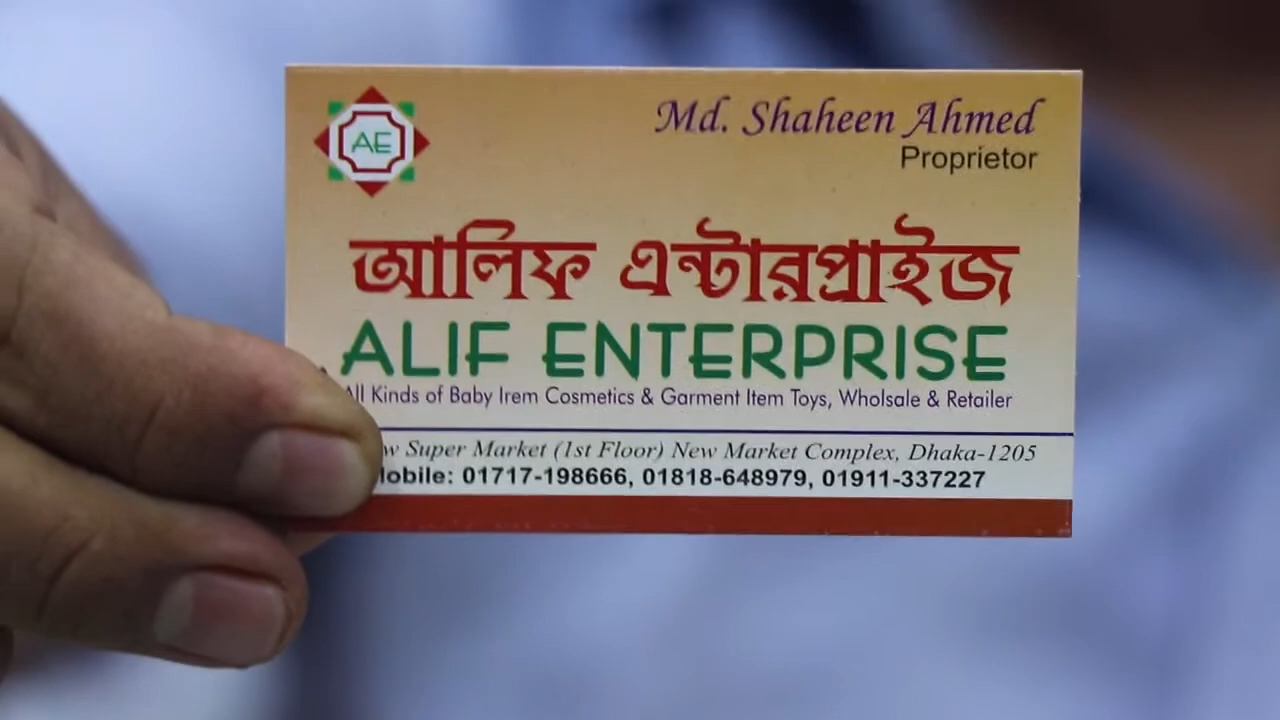 AE
Md. Shaheen Ahmed
Proprietor
আলিফ এন্টারপ্রাইজ
ALIF ENTERPRISE
All Kinds of Baby Irem Cosmetics & Garment Item Toys, Wholsale & Retailer
Super Market (1st Floor) New Market Complex, Dhaka-1205
Mobile: 01717-198666, 01818-648979, 01911-337227